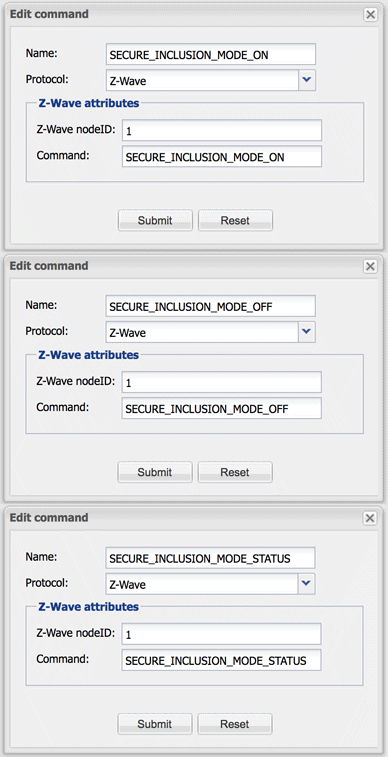 Edit command
Name: SECURE_INCLUSION_MODE_ON
Protocol: Z-Wave
Z-Wave attributes
Z-Wave nodeID: 1
Command: SECURE_INCLUSION_MODE_ON
Submit Reset
Edit command
Name: SECURE_INCLUSION_MODE_OFF
Protocol: Z-Wave
Z-Wave attributes
Z-Wave nodeID: 1
Command: SECURE_INCLUSION_MODE_OFF
Submit Reset
Edit command
Name: SECURE_INCLUSION_MODE_STATUS
Protocol: Z-Wave
Z-Wave attributes
Z-Wave nodeID: 1
Command: SECURE_INCLUSION_MODE_STATUS
Submit Reset